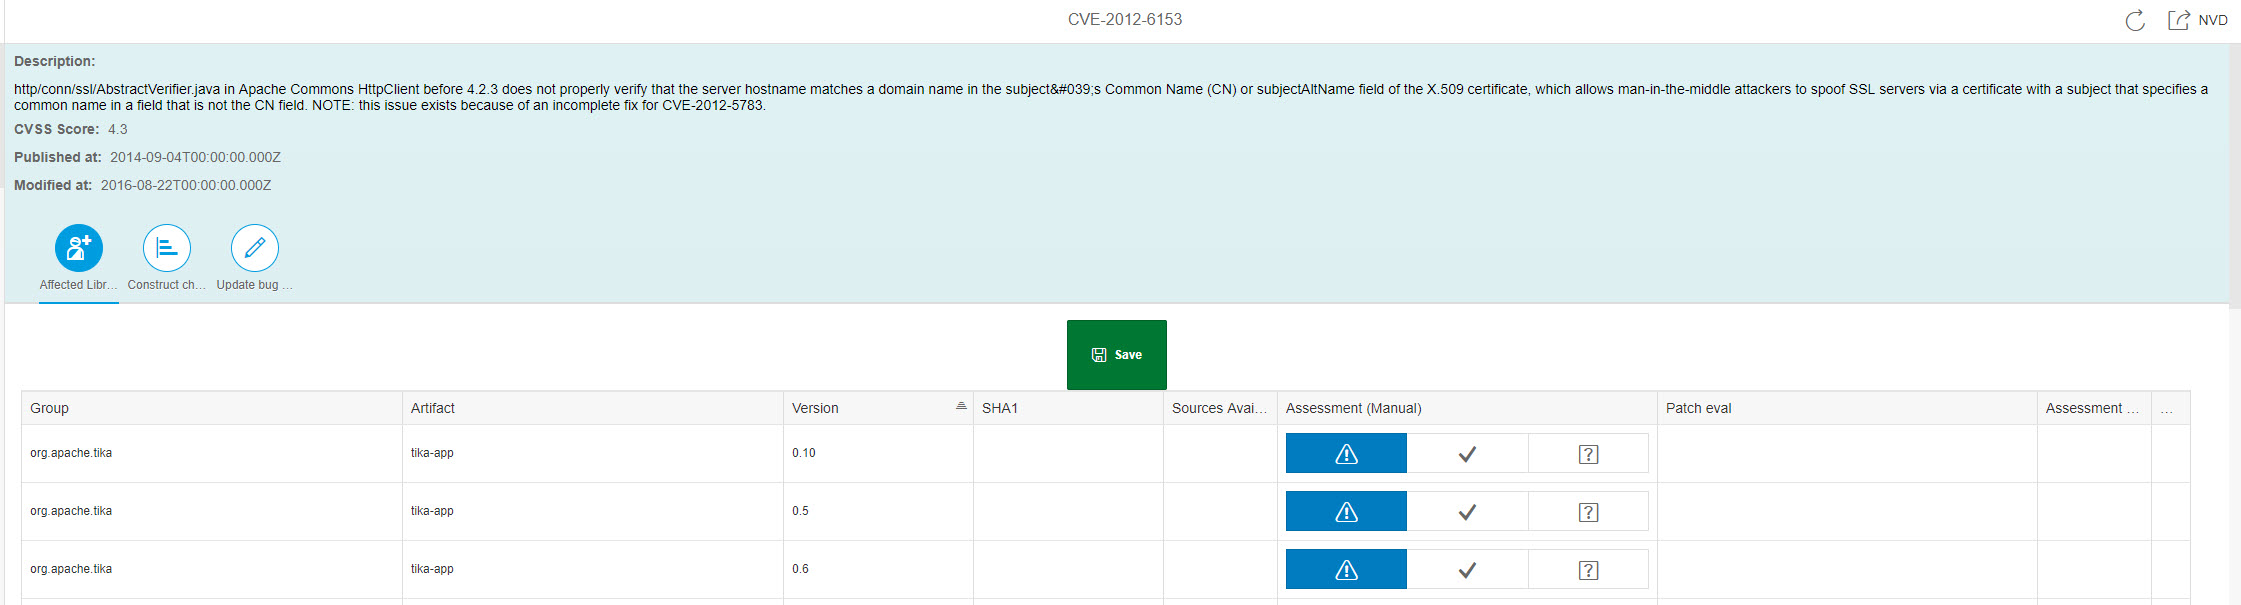 CVE-2012-6153
NVD
Description:
http/conn/ssl/AbstractVerifier.java in Apache Commons HttpClient before 4.2.3 does not properly verify that the server hostname matches a domain name in the subject&#039;s Common Name (CN) or subjectAltName field of the X.509 certificate, which allows man-in-the-middle attackers to spoof SSL servers via a certificate with a subject that specifies a
common name in a field that is not the CN field. NOTE: this issue exists because of an incomplete fix for CVE-2012-5783.
CVSS Score: 4.3
Published at: 2014-09-04T00:00:00.000Z
Modified at: 2016-08-22T00:00:00.000Z
Affected Libr... Construct ch... Update bug ...
Save
Group Artifact Version SHA1 Sources Avai... Assessment (Manual) Patch eval Assessment ... ...
org.apache.tika tika-app 0.10
org.apache.tika tika-app 0.5
org.apache.tika tika-app 0.6